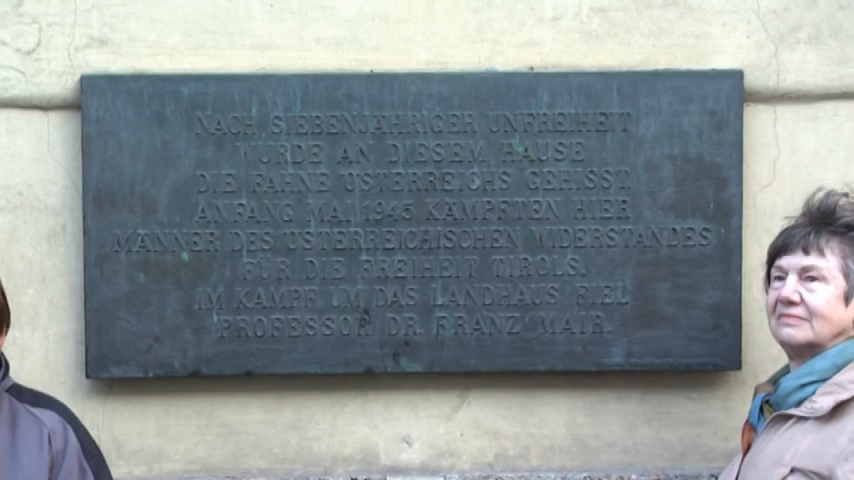 NACH SIEBENJÄHRIGER UNFREIHEIT
WURDE AN DIESEM HAUSE
DIE FAHNE ÖSTERREICHS GEHISST.
ANFANG MAI 1945 KÄMPFTEN HIER
MÄNNER DES ÖSTERREICHISCHEN WIDERSTANDES
FÜR DIE FREIHEIT TIROLS.
IM KAMPF UM DAS LANDHAUS FIEL
PROFESSOR DR. FRANZ MAIR.